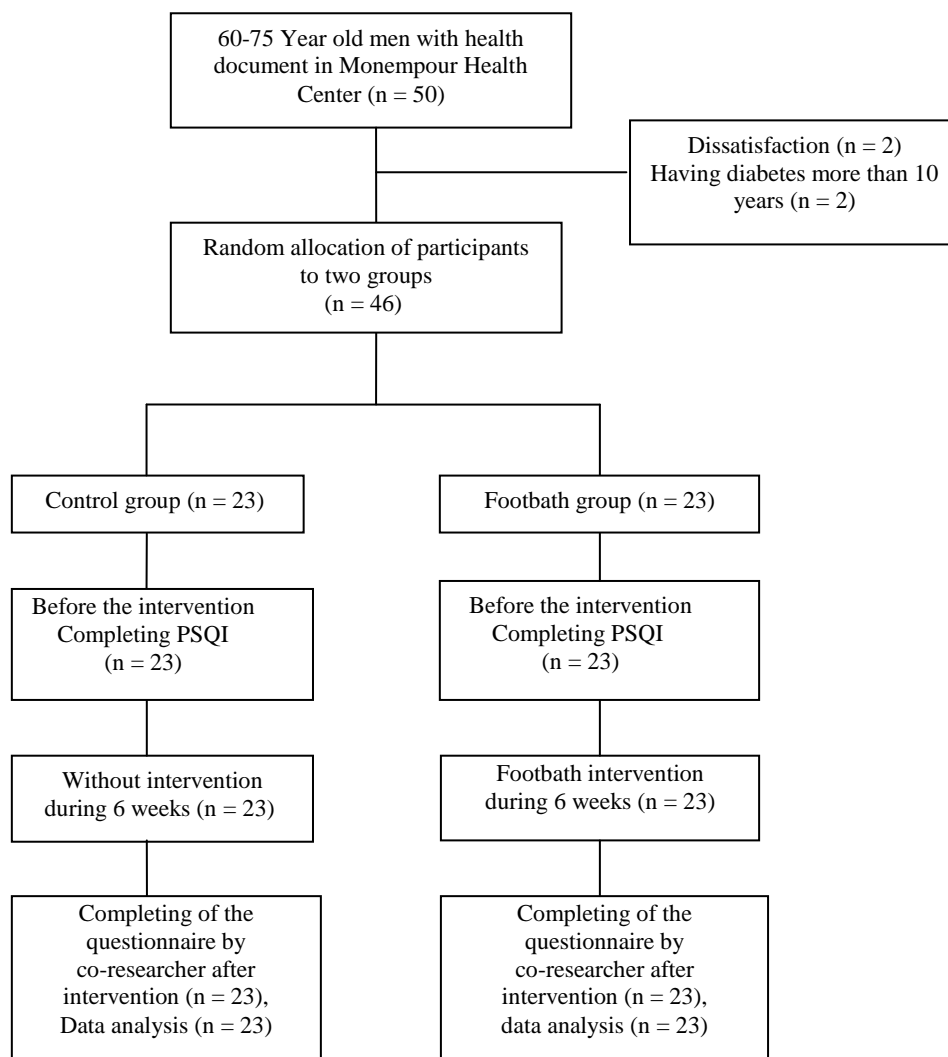 60-75 Year old men with health
document in Monempour Health
Center (n = 50)
Dissatisfaction (n = 2)
Having diabetes more than 10
years (n = 2)
Random allocation of participants
to two groups
(n = 46)
Control group (n = 23)
Footbath group (n = 23)
Before the intervention
Completing PSQI
(n = 23)
Before the intervention
Completing PSQI
(n = 23)
Without intervention
during 6 weeks (n = 23)
Footbath intervention
during 6 weeks (n = 23)
Completing of the
questionnaire by
co-researcher after
intervention (n = 23),
Data analysis (n = 23)
Completing of the
questionnaire by
co-researcher after
intervention (n = 23),
data analysis (n = 23)